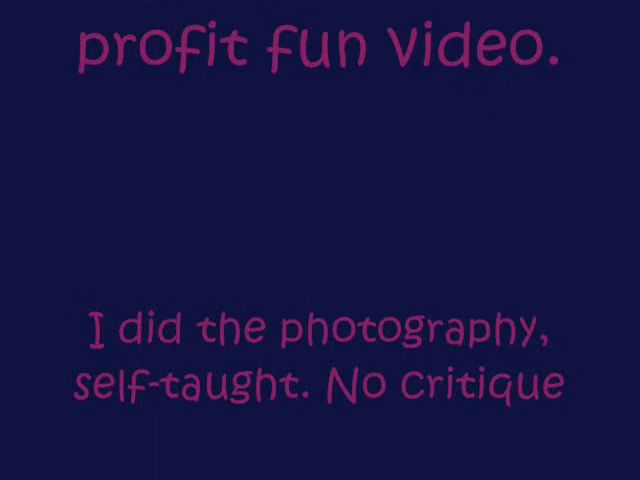 profit fun video.
I did the photography,
self-taught. No critique